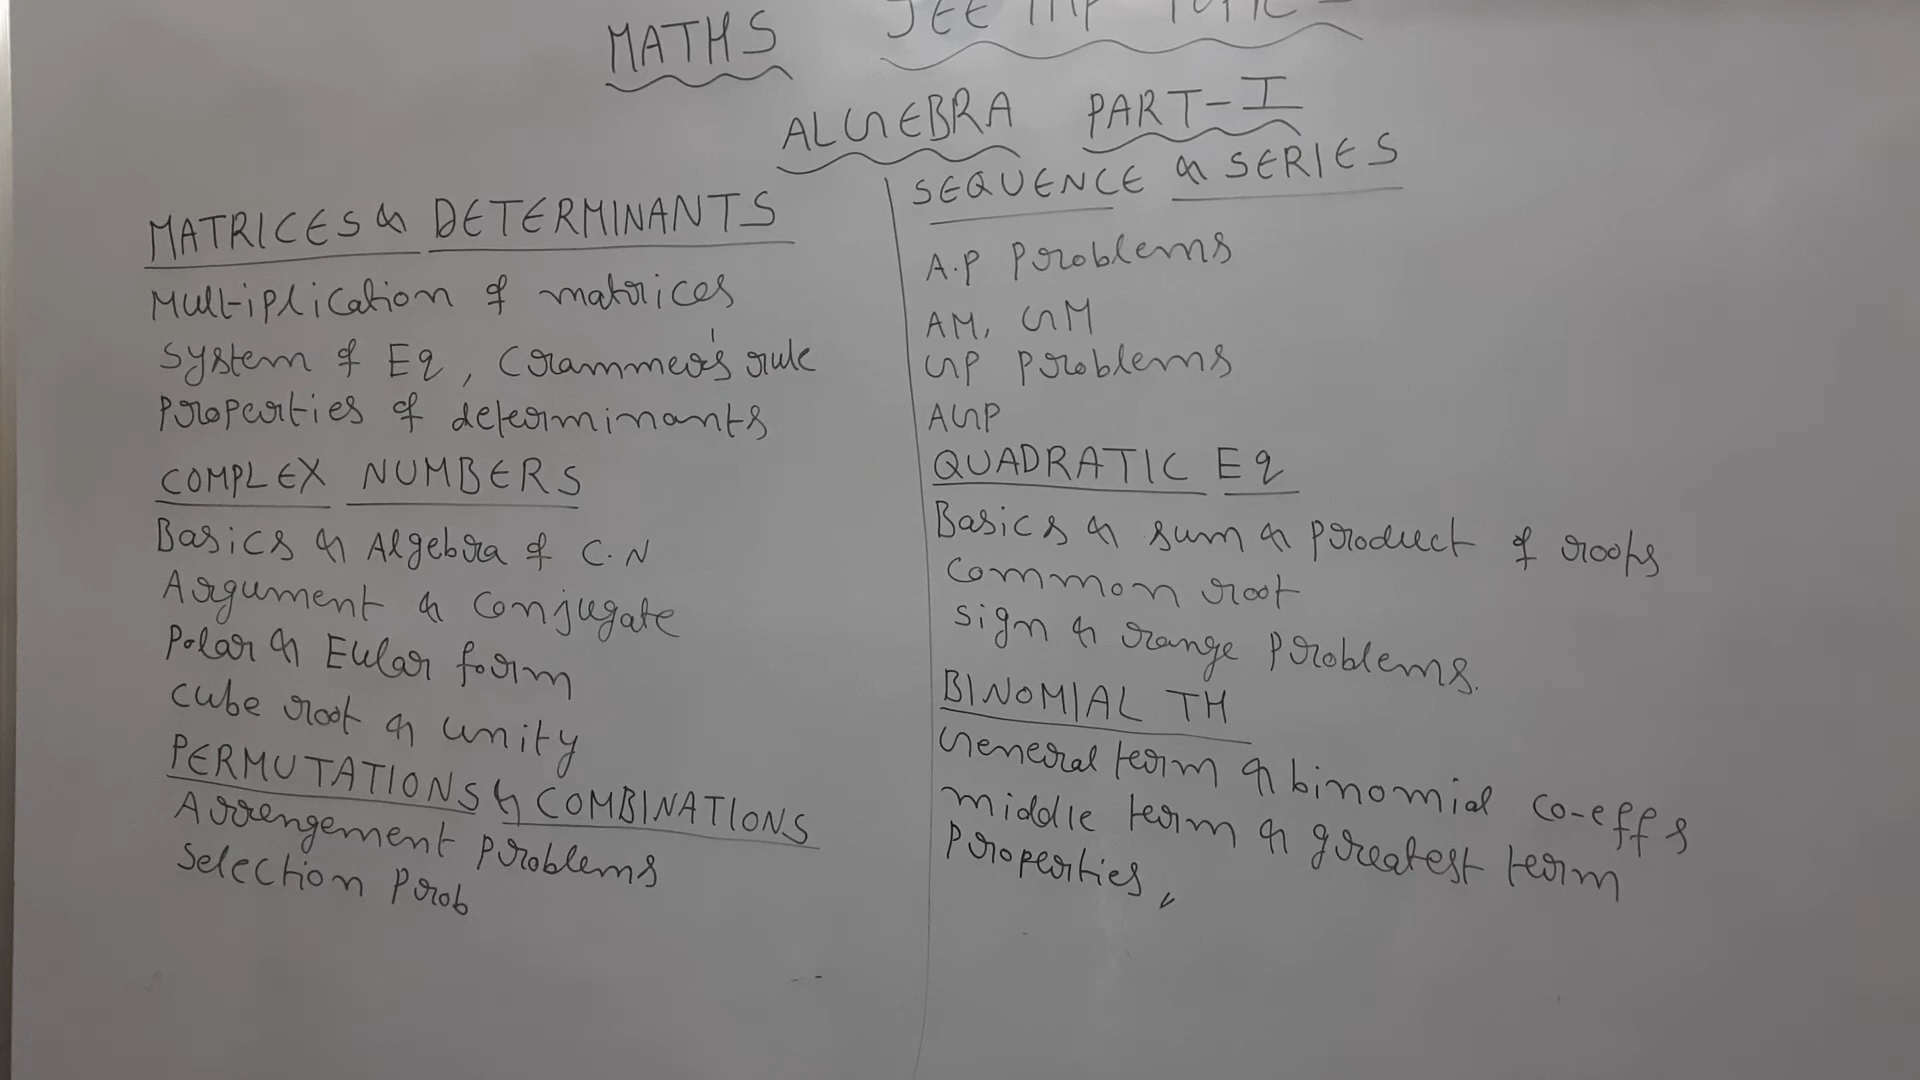 MATHS JEE IMP TOPIC
ALGEBRA PART-I
MATRICES & DETERMINANTS
Multiplication of matrices
System of Eq, Crammer's rule
Properties of determinants
COMPLEX NUMBERS
Basics & Algebra of C.N
Argument & Conjugate
Polar & Eular form
cube root & unity
PERMUTATIONS & COMBINATIONS
Arrengement Problems
Selection Prob
SEQUENCE & SERIES
A.P Problems
AM, GM
GP Problems
AGP
QUADRATIC Eq
Basics & sum & product of roots
Common root
sign & range problems.
BINOMIAL TH
General term & binomial co-effs
middle term & greatest term
Properties,